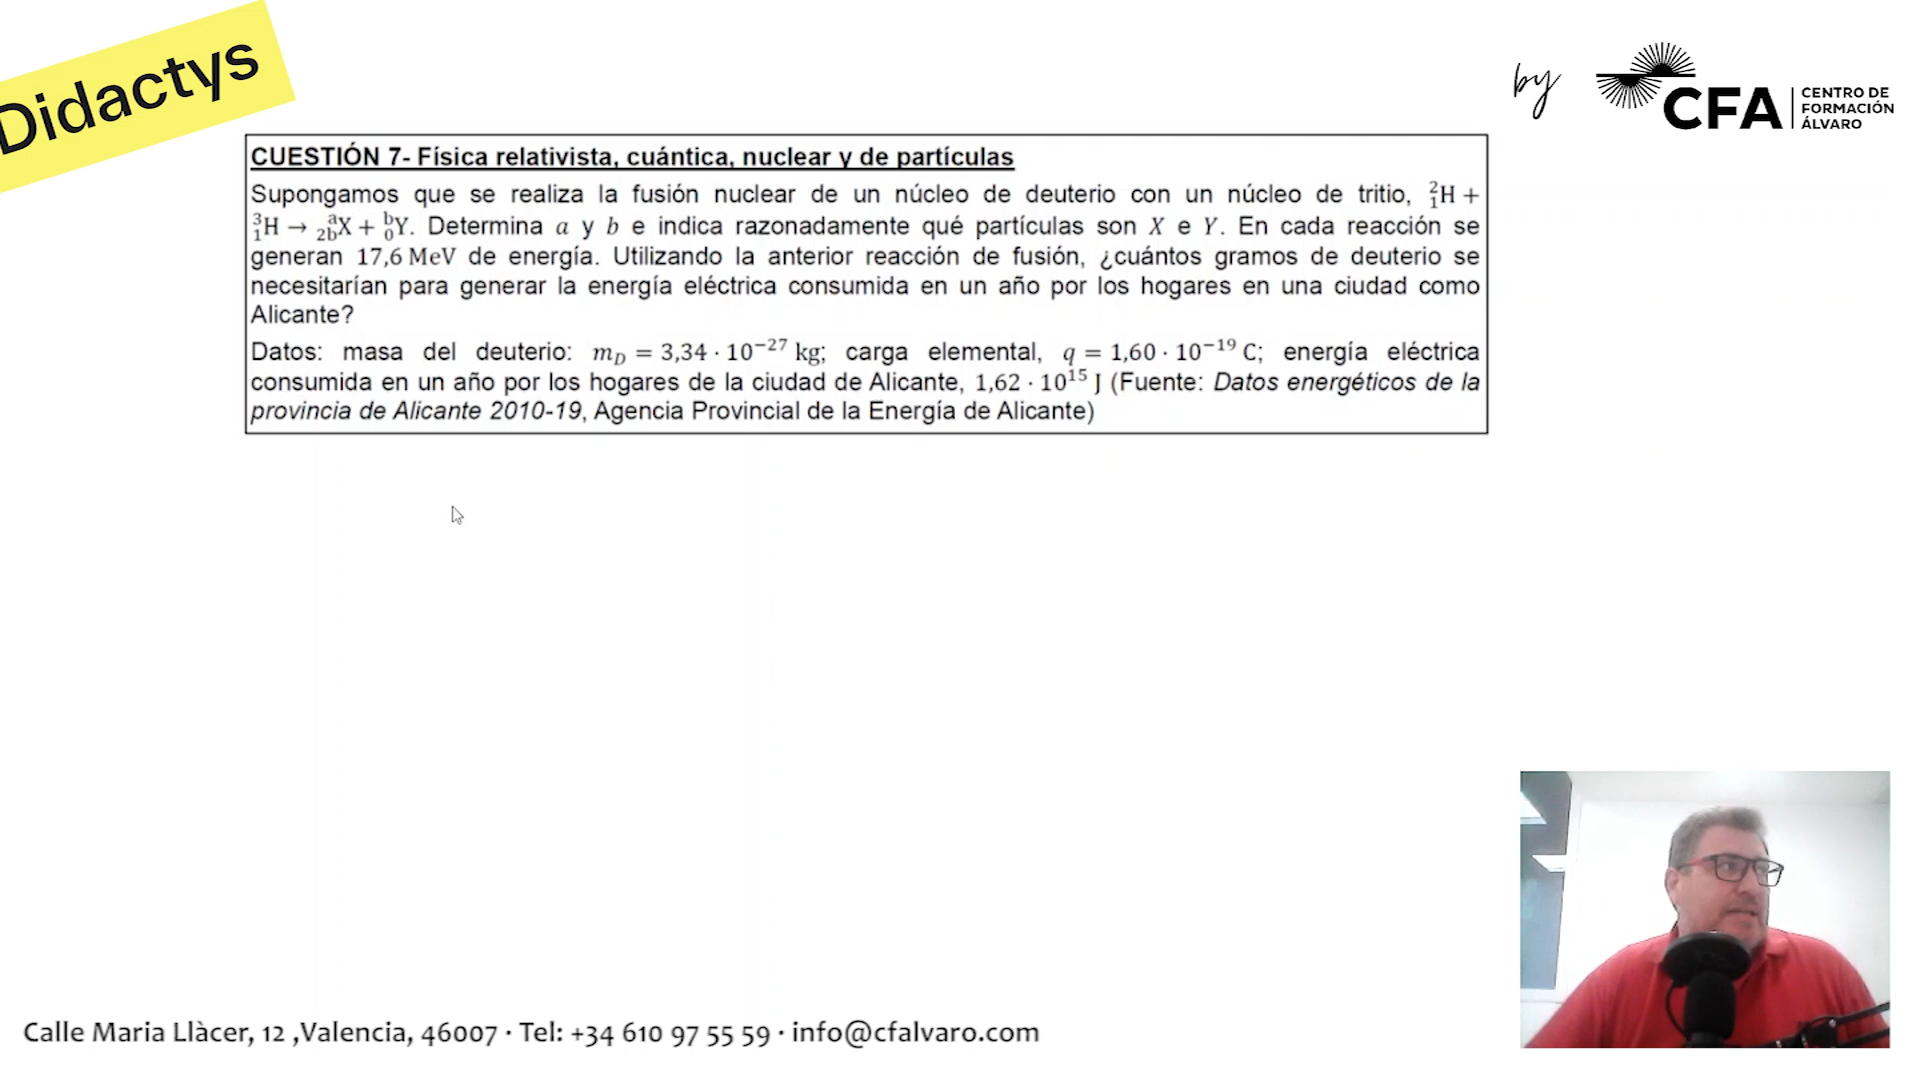 Didactys
by
CFA
CENTRO DE
FORMACIÓN
ÁLVARO
CUESTIÓN 7- Física relativista, cuántica, nuclear y de partículas
Supongamos que se realiza la fusión nuclear de un núcleo de deuterio con un núcleo de tritio, ²₁H +
³₁H → ᵃ₂bX + ᵇ₀Y. Determina a y b e indica razonadamente qué partículas son X e Y. En cada reacción se
generan 17,6 MeV de energía. Utilizando la anterior reacción de fusión, ¿cuántos gramos de deuterio se
necesitarían para generar la energía eléctrica consumida en un año por los hogares en una ciudad como
Alicante?
Datos: masa del deuterio: m_D = 3,34 · 10⁻²⁷ kg; carga elemental, q = 1,60 · 10⁻¹⁹ C; energía eléctrica
consumida en un año por los hogares de la ciudad de Alicante, 1,62 · 10¹⁵ J (Fuente: Datos energéticos de la
provincia de Alicante 2010-19, Agencia Provincial de la Energía de Alicante)
Calle Maria Llàcer, 12 ,Valencia, 46007 · Tel: +34 610 97 55 59 · info@cfalvaro.com